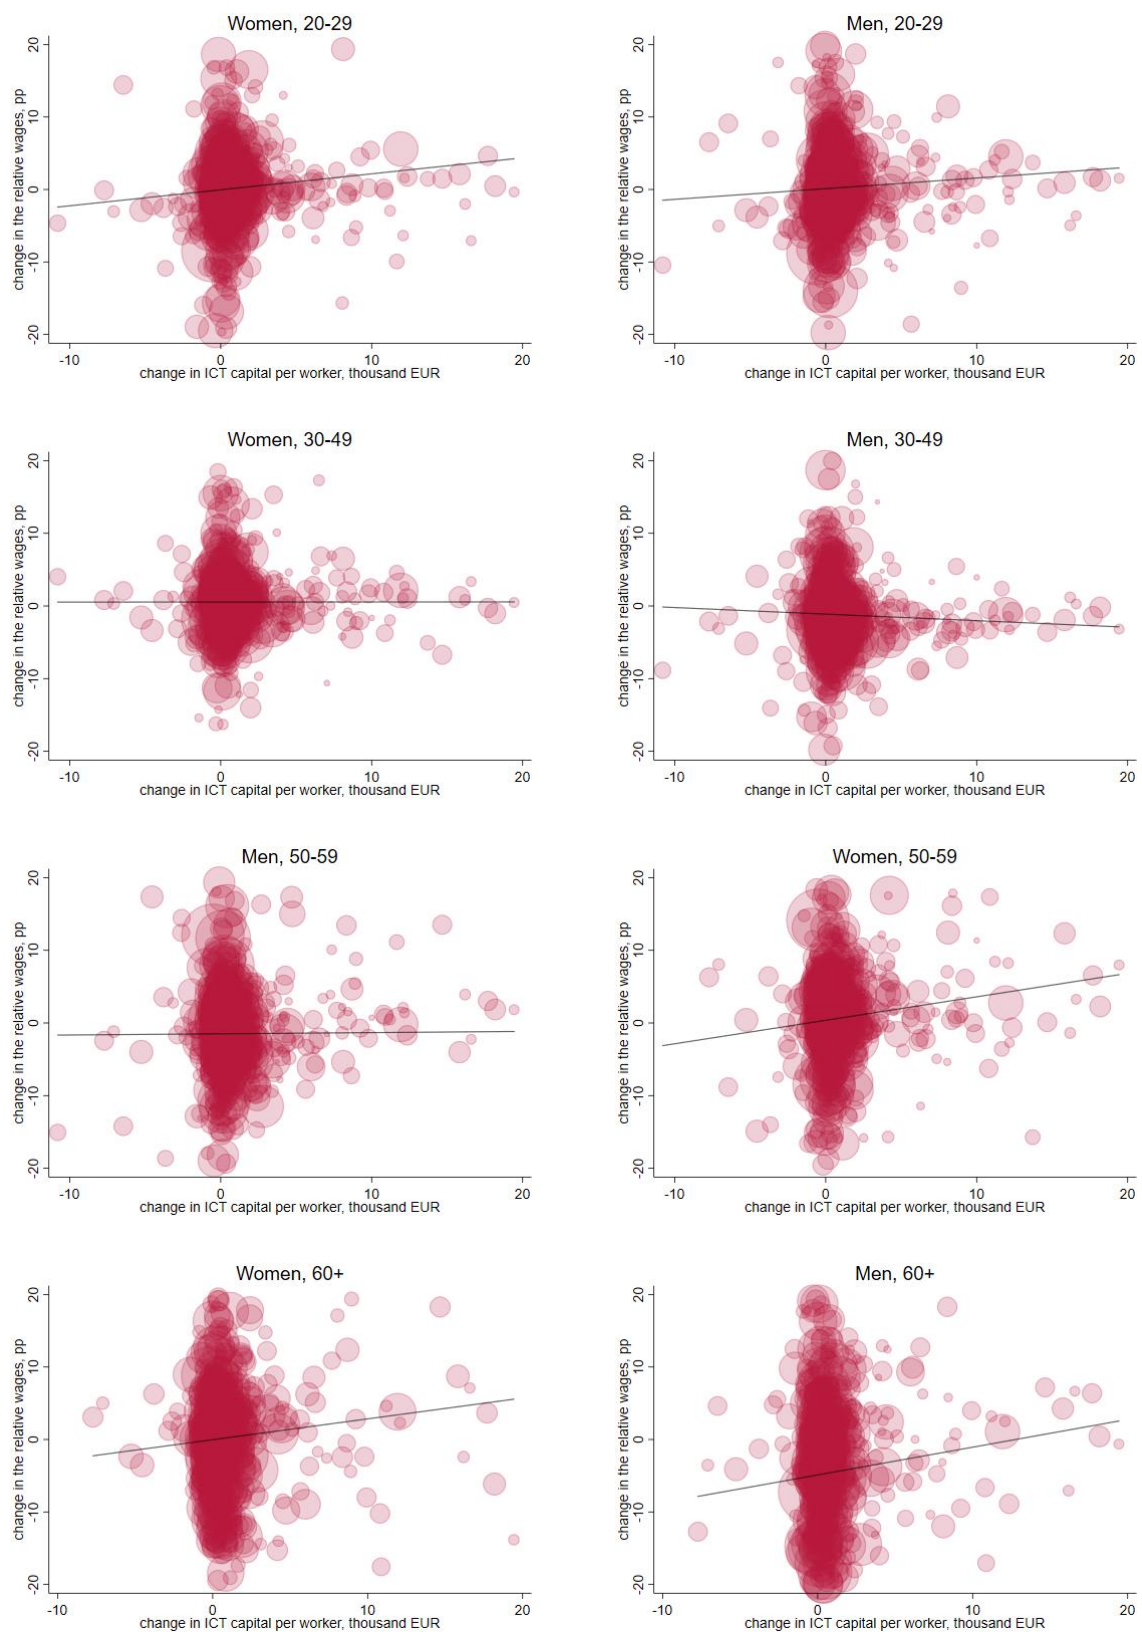 Women, 20-29
change in the relative wages, pp
20
10
0
-10
-20
-10 0 10 20
change in ICT capital per worker, thousand EUR
Men, 20-29
change in the relative wages, pp
20
10
0
-10
-20
-10 0 10 20
change in ICT capital per worker, thousand EUR
Women, 30-49
change in the relative wages, pp
20
10
0
-10
-20
-10 0 10 20
change in ICT capital per worker, thousand EUR
Men, 30-49
change in the relative wages, pp
20
10
0
-10
-20
-10 0 10 20
change in ICT capital per worker, thousand EUR
Men, 50-59
change in the relative wages, pp
20
10
0
-10
-20
-10 0 10 20
change in ICT capital per worker, thousand EUR
Women, 50-59
change in the relative wages, pp
20
10
0
-10
-20
-10 0 10 20
change in ICT capital per worker, thousand EUR
Women, 60+
change in the relative wages, pp
20
10
0
-10
-20
-10 0 10 20
change in ICT capital per worker, thousand EUR
Men, 60+
change in the relative wages, pp
20
10
0
-10
-20
-10 0 10 20
change in ICT capital per worker, thousand EUR